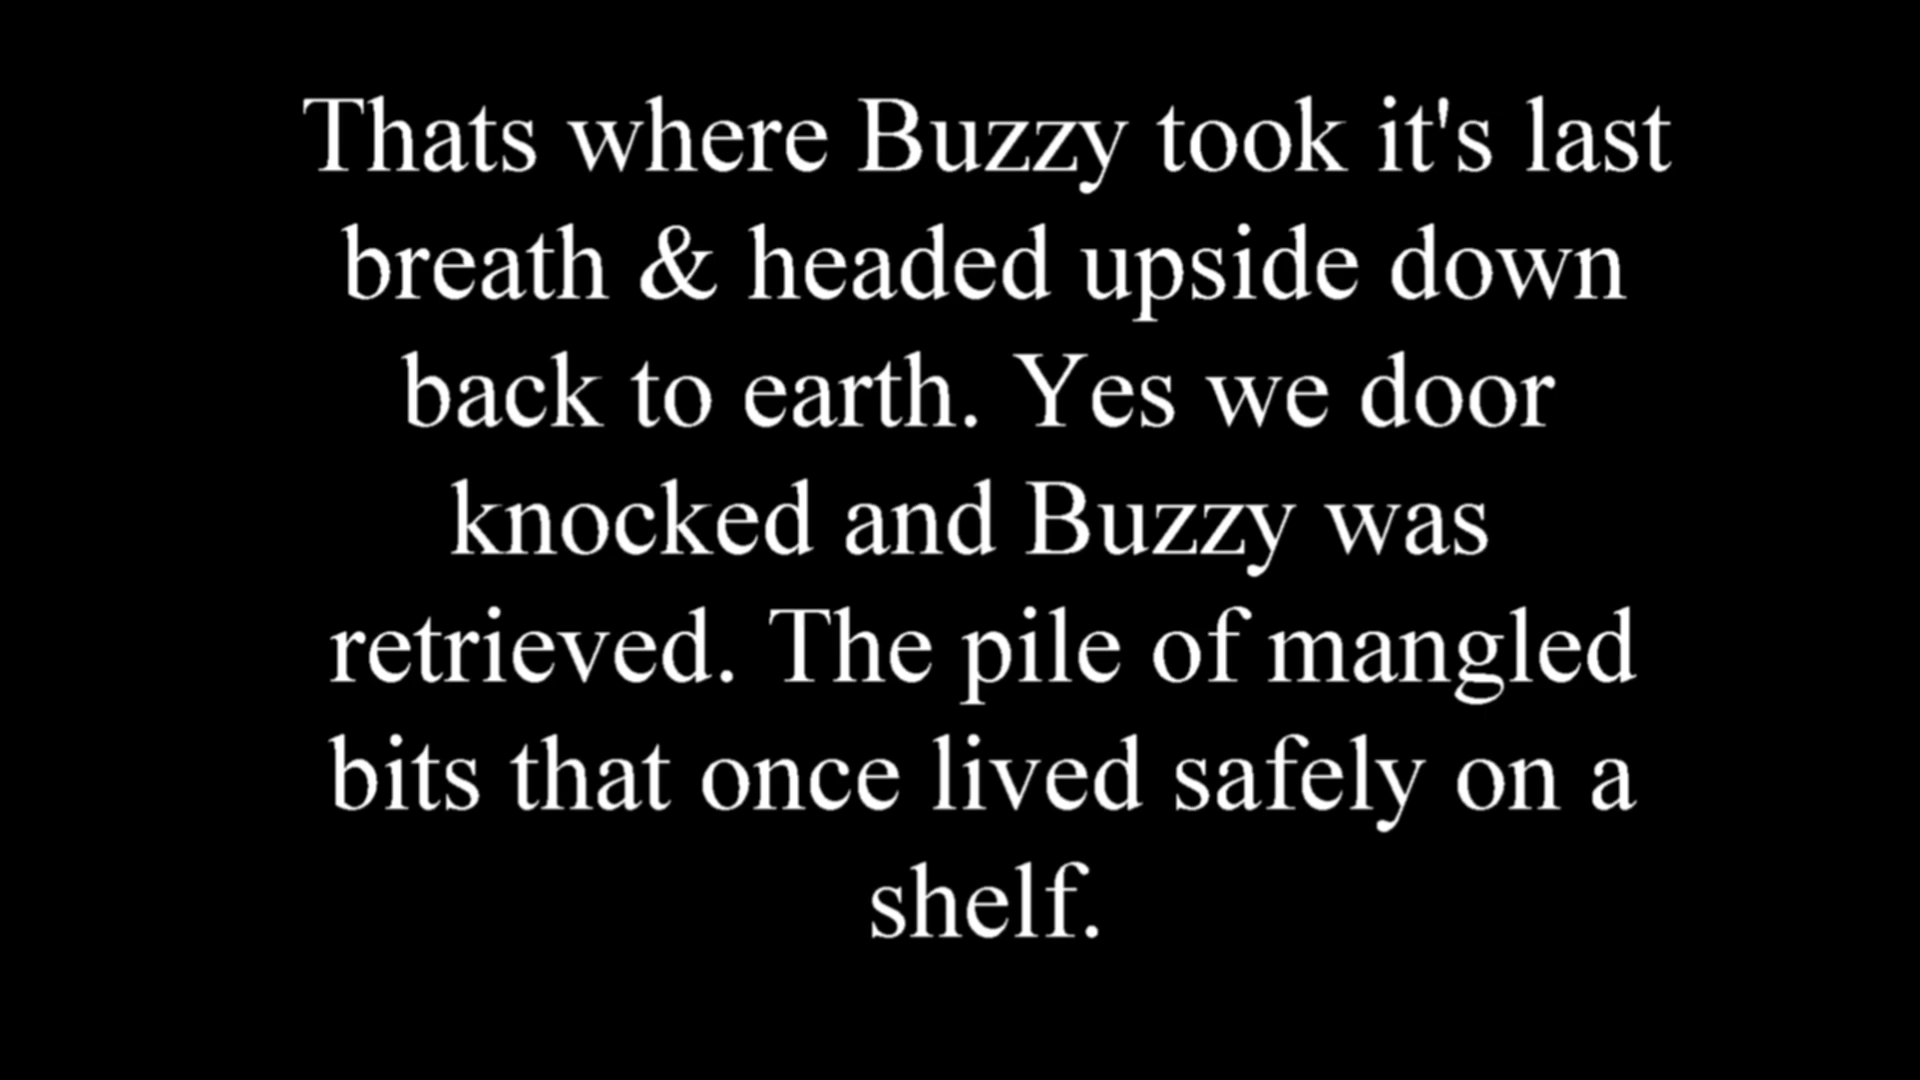 Thats where Buzzy took it's last
breath & headed upside down
back to earth. Yes we door
knocked and Buzzy was
retrieved. The pile of mangled
bits that once lived safely on a
shelf.